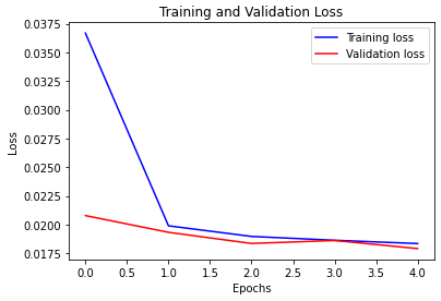 Training and Validation Loss
Training loss
Validation loss
Loss
0.0375
0.0350
0.0325
0.0300
0.0275
0.0250
0.0225
0.0200
0.0175
0.0 0.5 1.0 1.5 2.0 2.5 3.0 3.5 4.0
Epochs